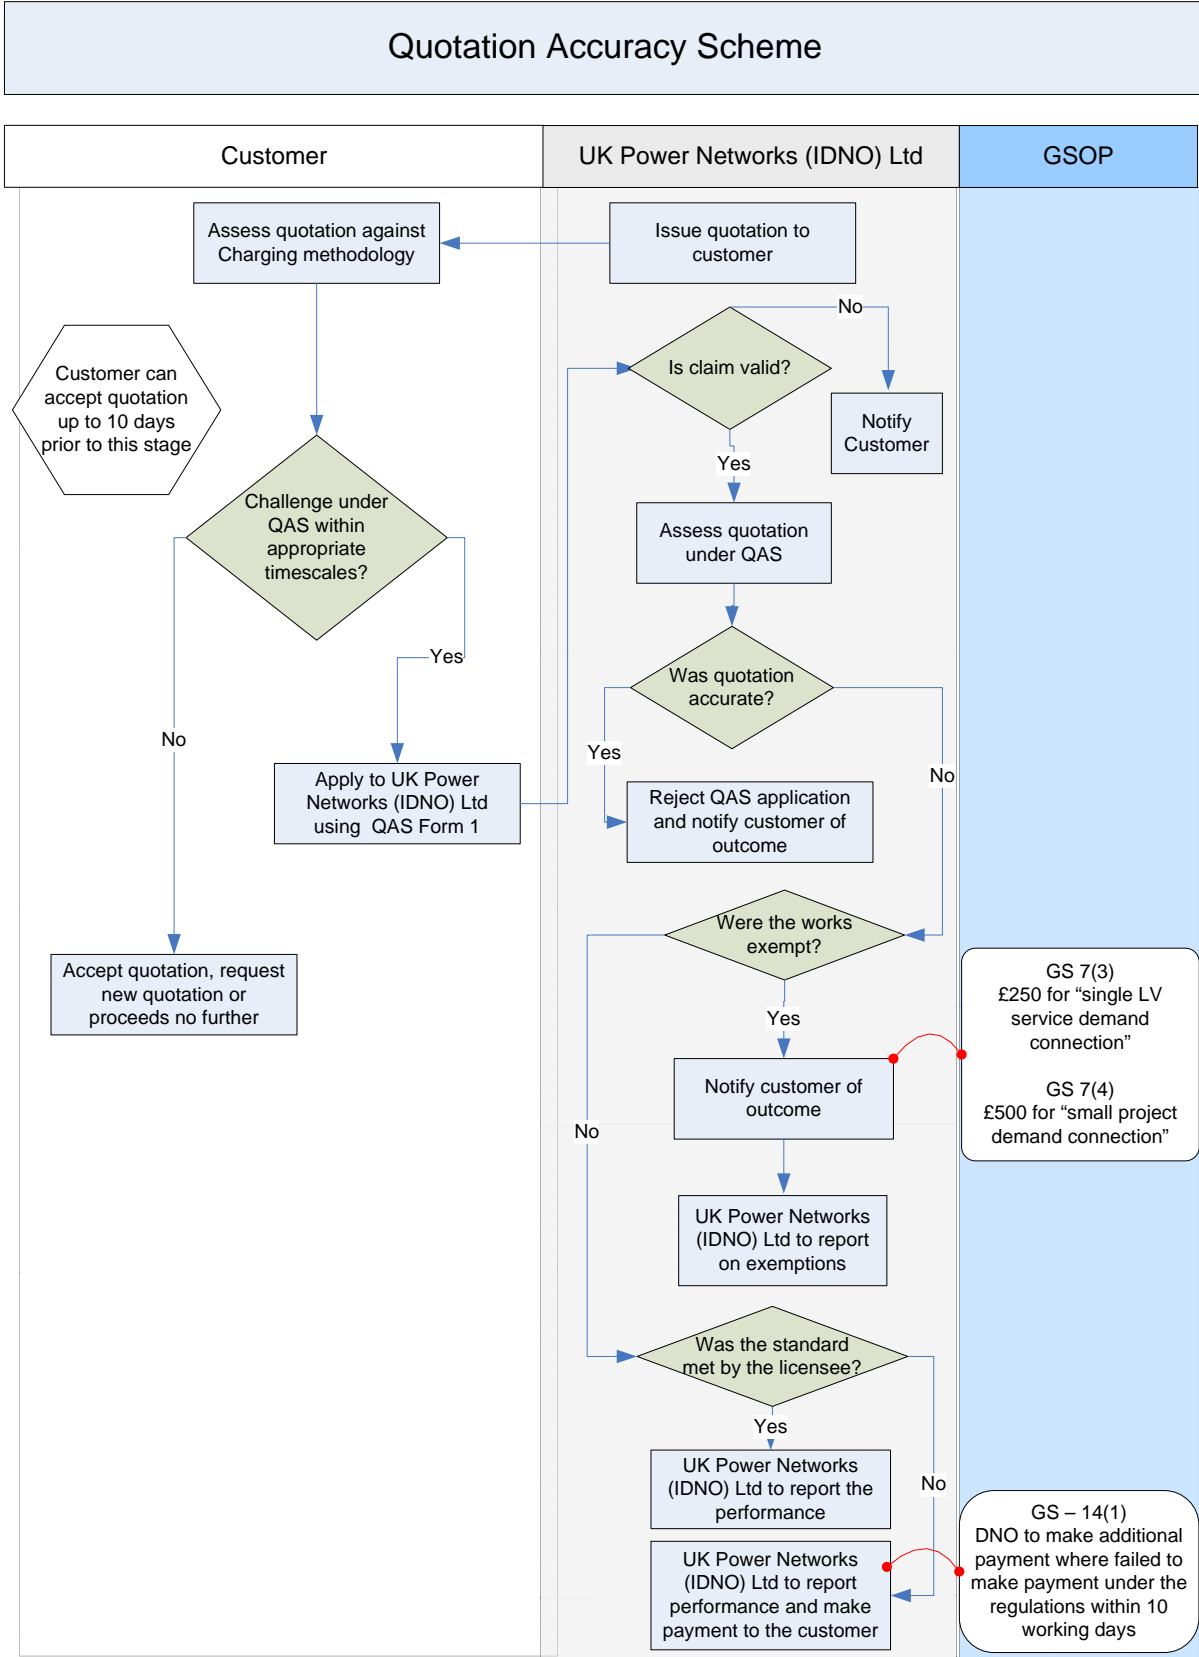 Quotation Accuracy Scheme
Customer
UK Power Networks (IDNO) Ltd
GSOP
Assess quotation against
Charging methodology
Issue quotation to
customer
No
Is claim valid?
Customer can
accept quotation
up to 10 days
prior to this stage
Notify
Customer
Yes
Challenge under
QAS within
appropriate
timescales?
Assess quotation
under QAS
Yes
Was quotation
accurate?
No
Yes
No
Apply to UK Power
Networks (IDNO) Ltd
using QAS Form 1
Reject QAS application
and notify customer of
outcome
Were the works
exempt?
Accept quotation, request
new quotation or
proceeds no further
GS 7(3)
£250 for “single LV
service demand
connection”
GS 7(4)
£500 for “small project
demand connection”
Yes
Notify customer of
outcome
No
UK Power Networks
(IDNO) Ltd to report
on exemptions
Was the standard
met by the licensee?
Yes
UK Power Networks
(IDNO) Ltd to report the
performance
No
UK Power Networks
(IDNO) Ltd to report
performance and make
payment to the customer
GS – 14(1)
DNO to make additional
payment where failed to
make payment under the
regulations within 10
working days